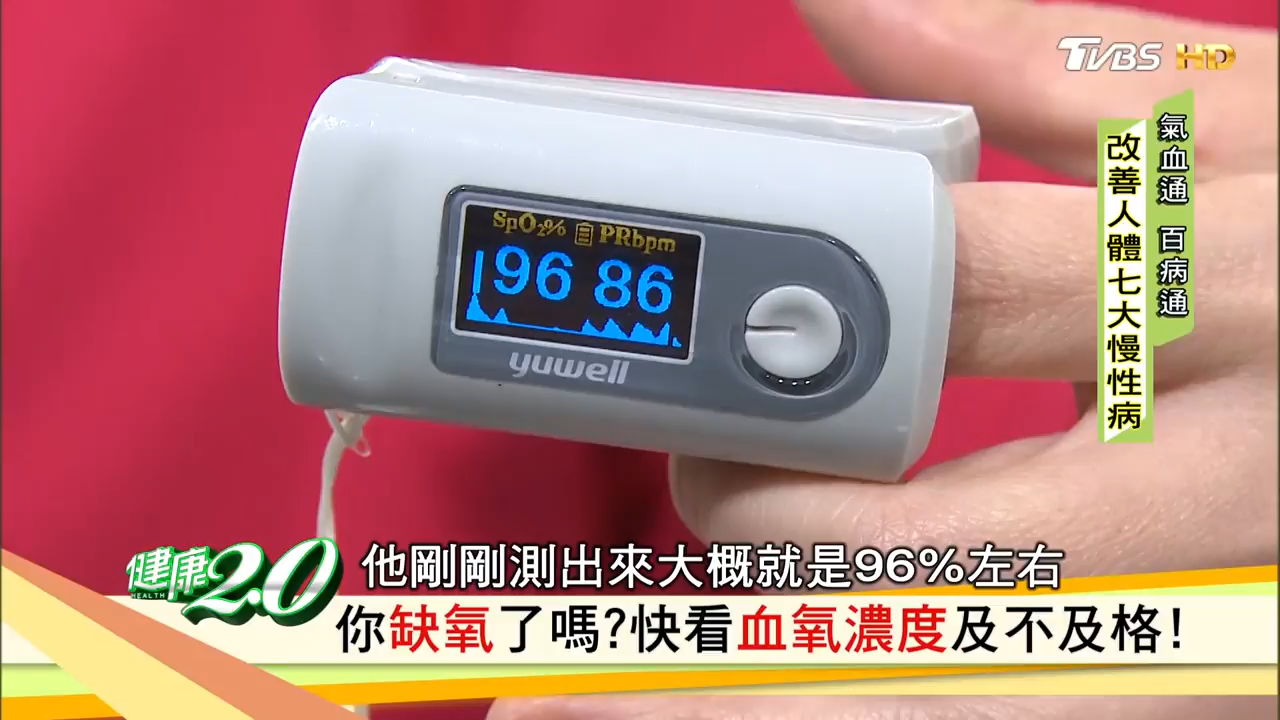 TVBS HD
氣血通 百病通
改善人體七大慢性病
SpO₂% PRbpm
96 86
yuwell
健康2.0
HEALTH
他剛剛測出來大概就是96%左右
你缺氧了嗎?快看血氧濃度及不及格!